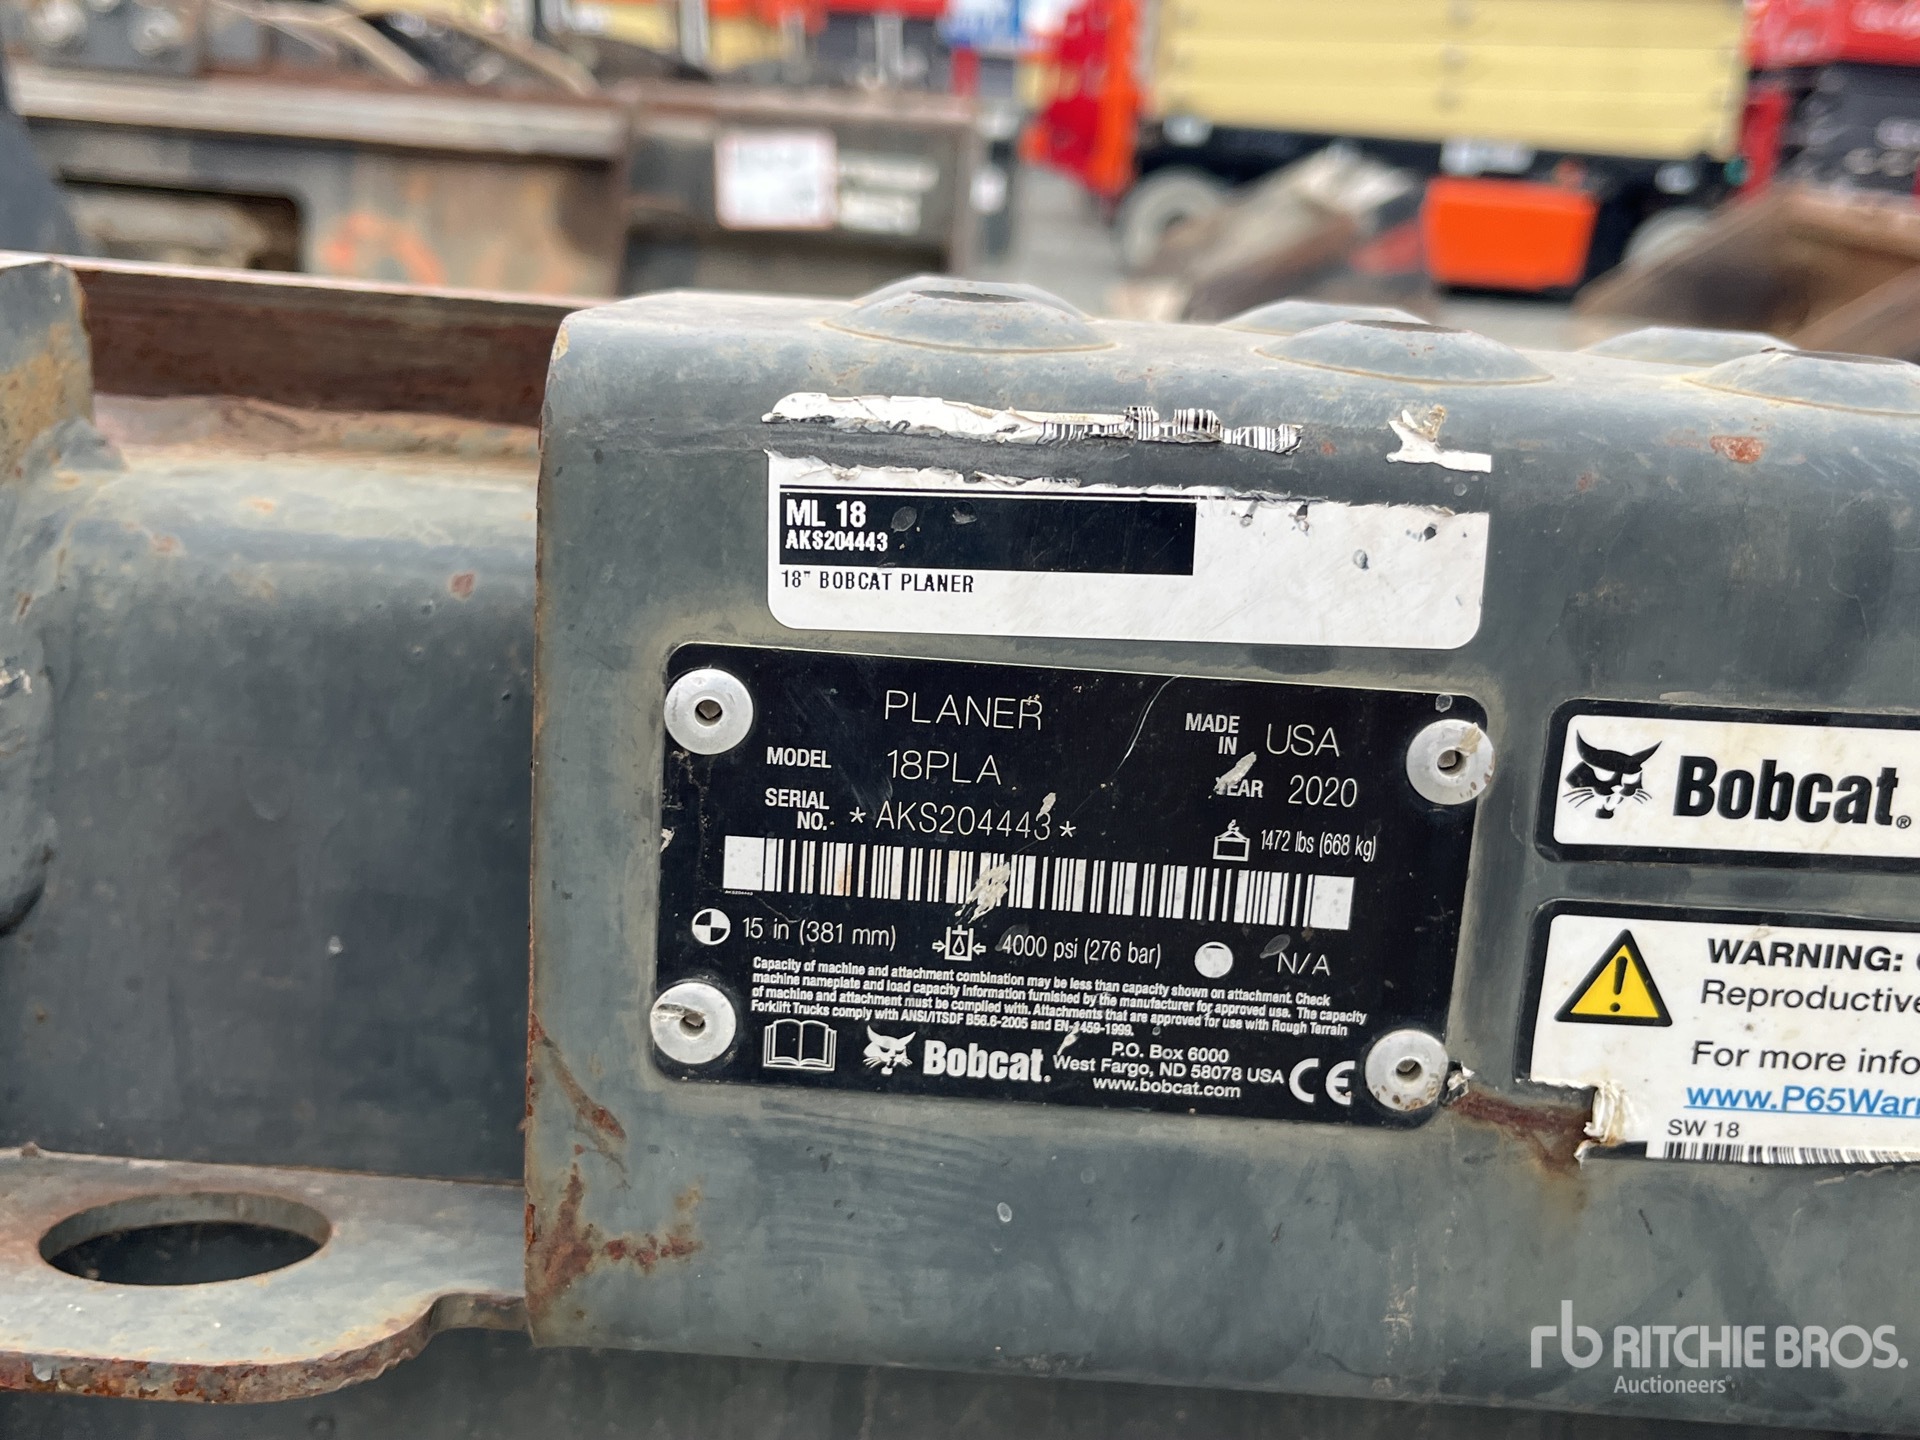 ML 18
AKS204443
18" BOBCAT PLANER
PLANER
MODEL 18PLA
MADE IN USA
YEAR 2020
SERIAL NO. *AKS204443*
1472 lbs (668 kg)
AKS204443
15 in (381 mm) 4000 psi (276 bar) N/A
Capacity of machine and attachment combination may be less than capacity shown on attachment. Check
machine nameplate and load capacity information furnished by the manufacturer for approved use. The capacity
of machine and attachment must be complied with. Attachments that are approved for use with Rough Terrain
Forklift Trucks comply with ANSI/ITSDF B56.6-2005 and EN 1459-1999.
Bobcat.
P.O. Box 6000
West Fargo, ND 58078 USA
www.bobcat.com
CE
Bobcat®
WARNING:
Reproductive
For more info
www.P65Warn
SW 18
rb RITCHIE BROS.
Auctioneers